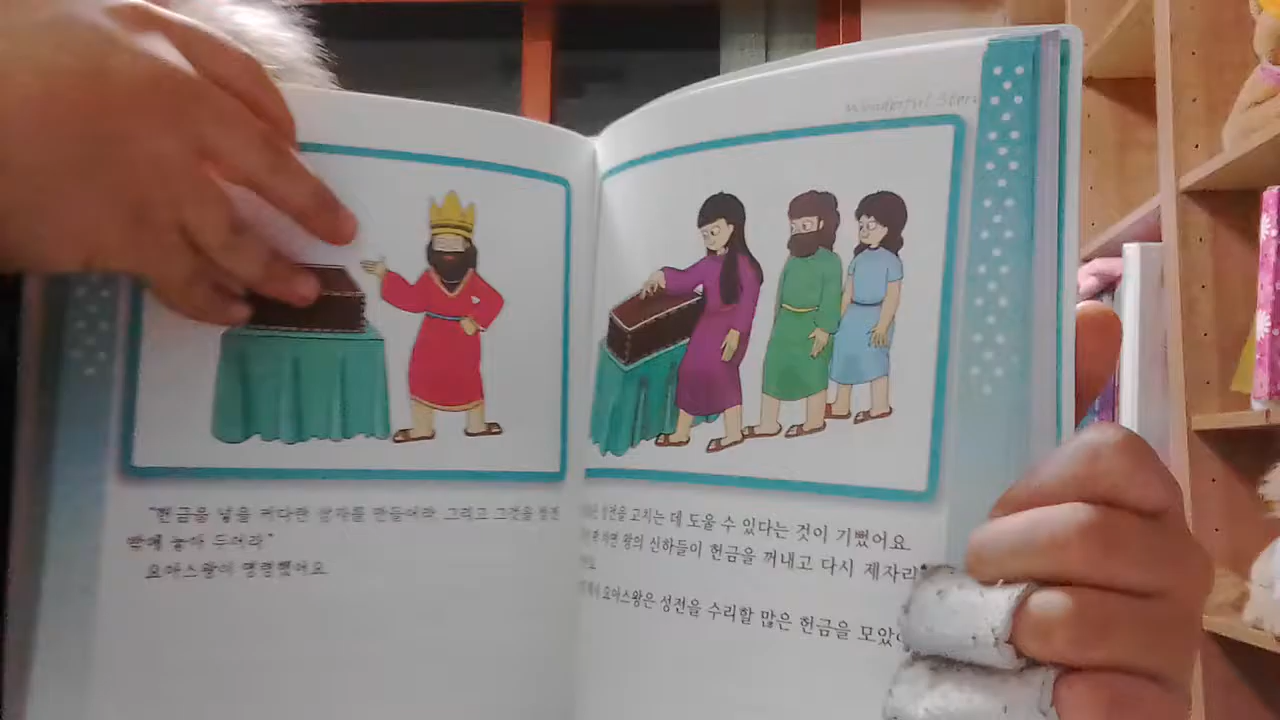 Wonderful Story
"헌금을 넣을 커다란 상자를 만들어라. 그리고 그것을 성전
밖에 놓아 두어라."
요아스왕이 명령했어요.
성전을 고치는 데 도울 수 있다는 것이 기뻤어요
차면 왕의 신하들이 헌금을 꺼내고 다시 제자리
요아스왕은 성전을 수리할 많은 헌금을 모았